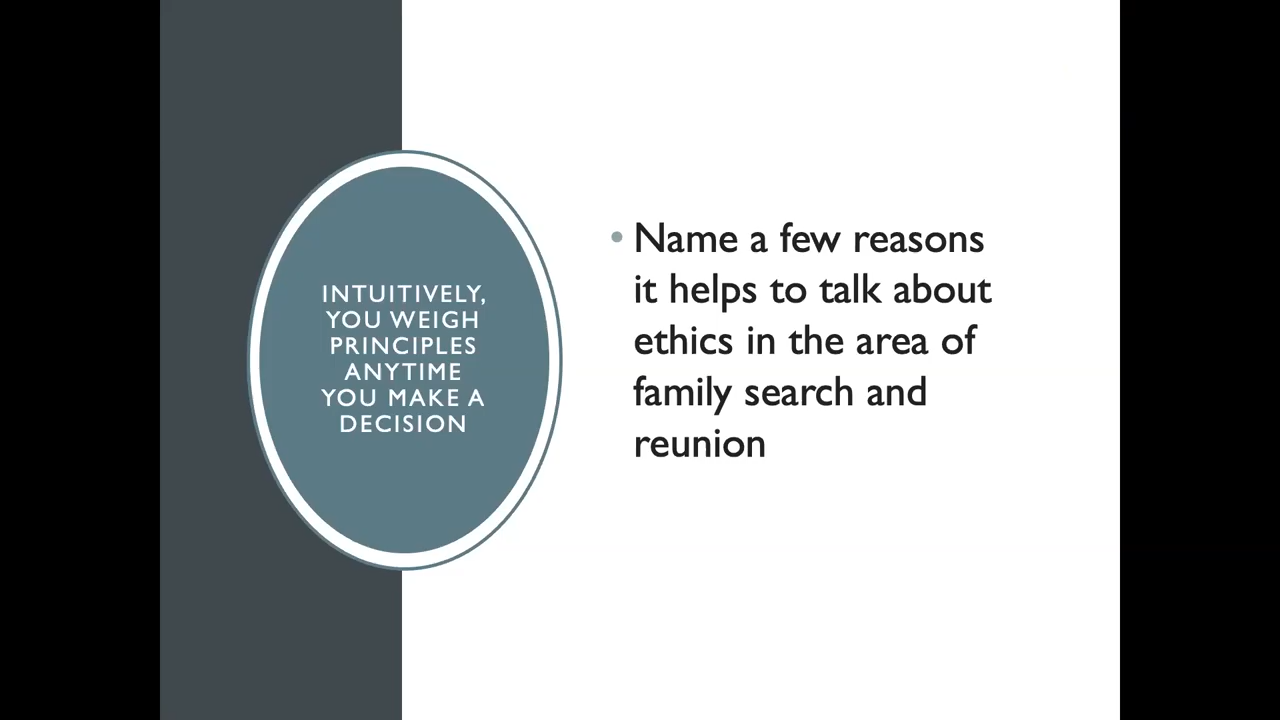 INTUITIVELY,
YOU WEIGH
PRINCIPLES
ANYTIME
YOU MAKE A
DECISION
• Name a few reasons
it helps to talk about
ethics in the area of
family search and
reunion